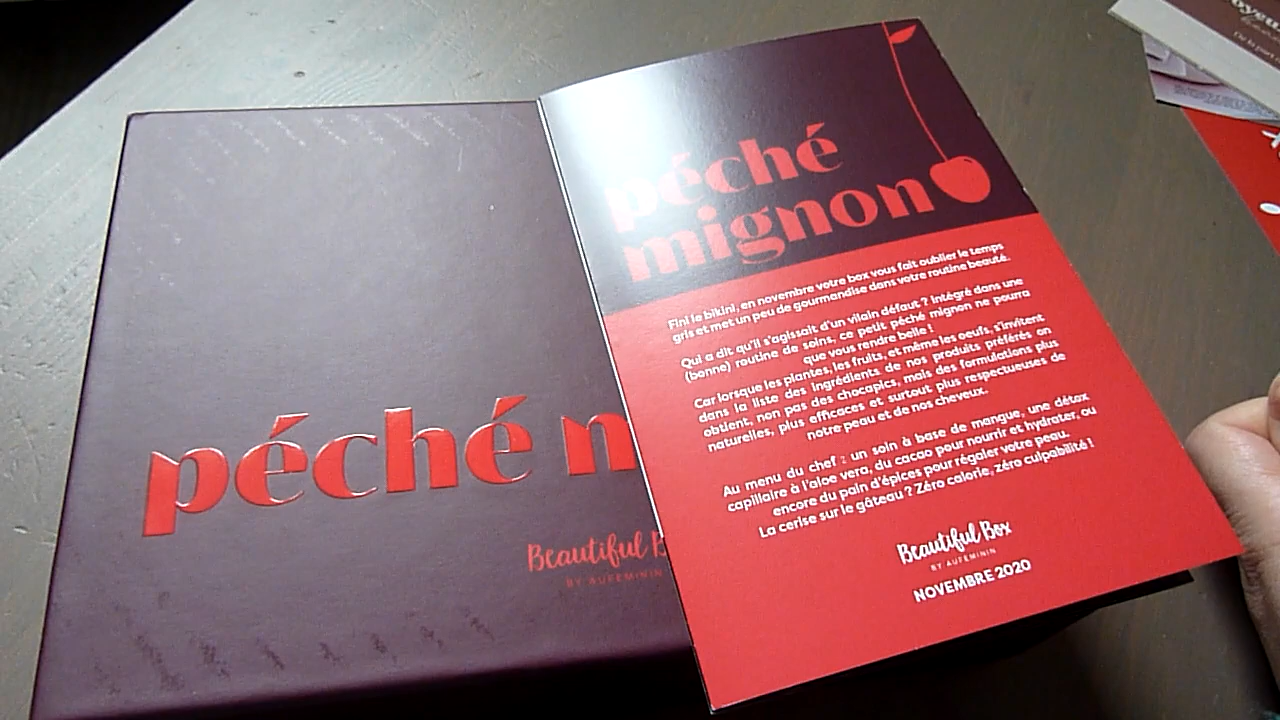 péché
mignon
Fini le bikini, en novembre votre box vous fait oublier le temps
gris et met un peu de gourmandise dans votre routine beauté.
Qui a dit qu'il s'agissait d'un vilain défaut ? Intégré dans une
(bonne) routine de soins, ce petit péché mignon ne pourra
que vous rendre belle !
Car lorsque les plantes, les fruits, et même les oeufs, s'invitent
dans la liste des ingrédients de nos produits préférés on
obtient, non pas des chocapics, mais des formulations plus
naturelles, plus efficaces et surtout plus respectueuses de
notre peau et de nos cheveux.
Au menu du chef : un soin à base de mangue, une détox
capillaire à l'aloe vera, du cacao pour nourrir et hydrater, ou
encore du pain d'épices pour régaler votre peau.
La cerise sur le gâteau ? Zéro calorie, zéro culpabilité !
Beautiful Box
BY AUFEMININ
NOVEMBRE 2020
péché m
Beautiful B
BY AUFEMININ